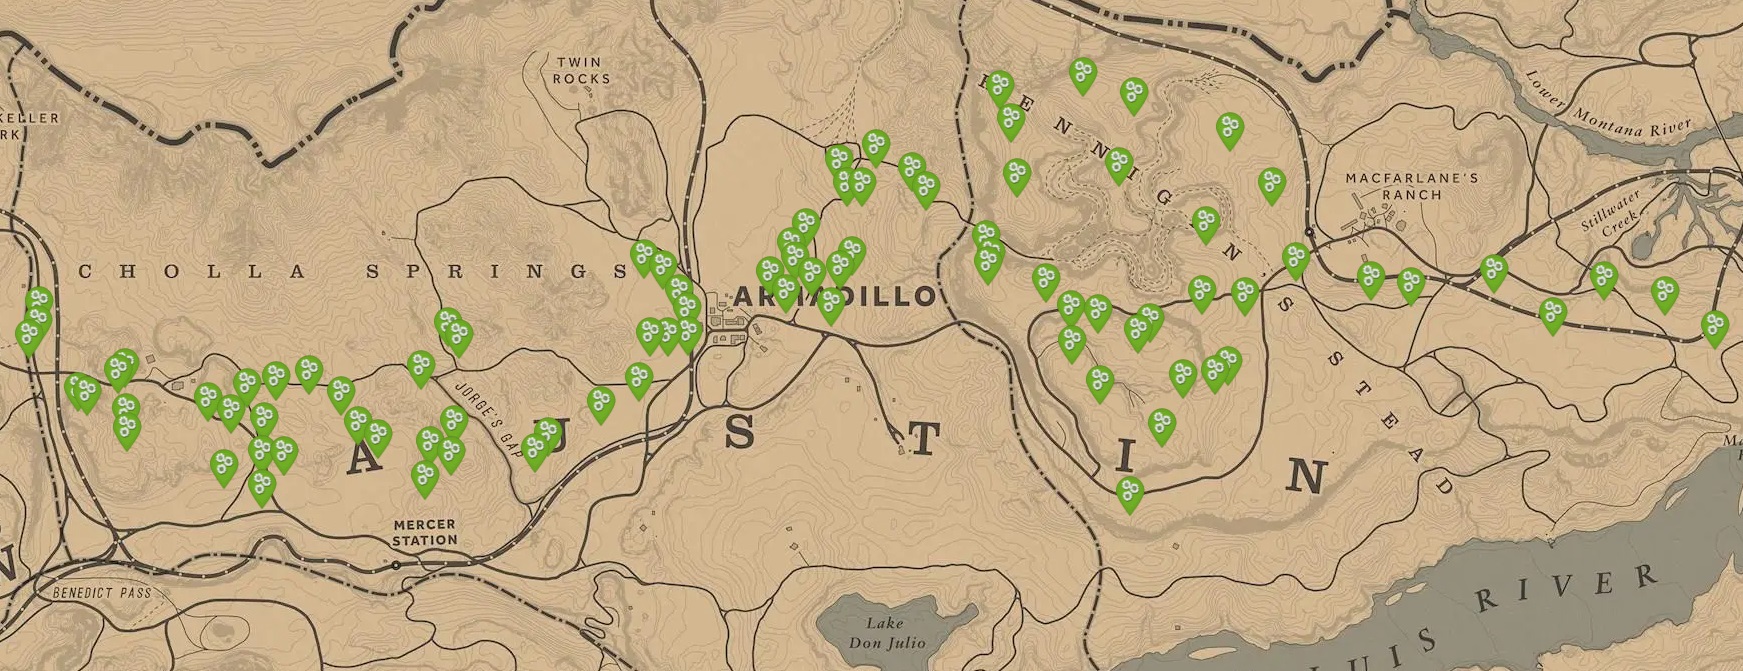 TWIN
ROCKS
KELLER
Lower
Montana River
MACFARLANE'S
RANCH
Stillwater
Creek
HENNIGAN'S STEAD
CHOLLA SPRINGS
ARMADILLO
JORGE'S GAP
AUSTIN
MERCER
STATION
BENEDICT PASS
Lake
Don Julio
LUIS RIVER